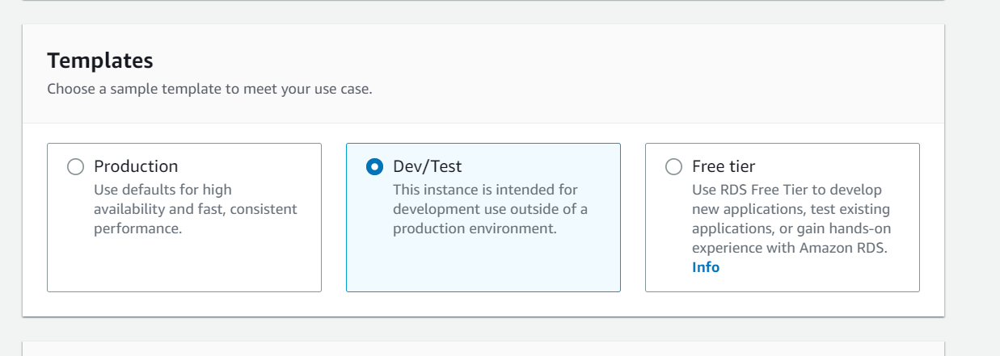 Templates
Choose a sample template to meet your use case.
Production
Use defaults for high
availability and fast, consistent
performance.
Dev/Test
This instance is intended for
development use outside of a
production environment.
Free tier
Use RDS Free Tier to develop
new applications, test existing
applications, or gain hands-on
experience with Amazon RDS.
Info